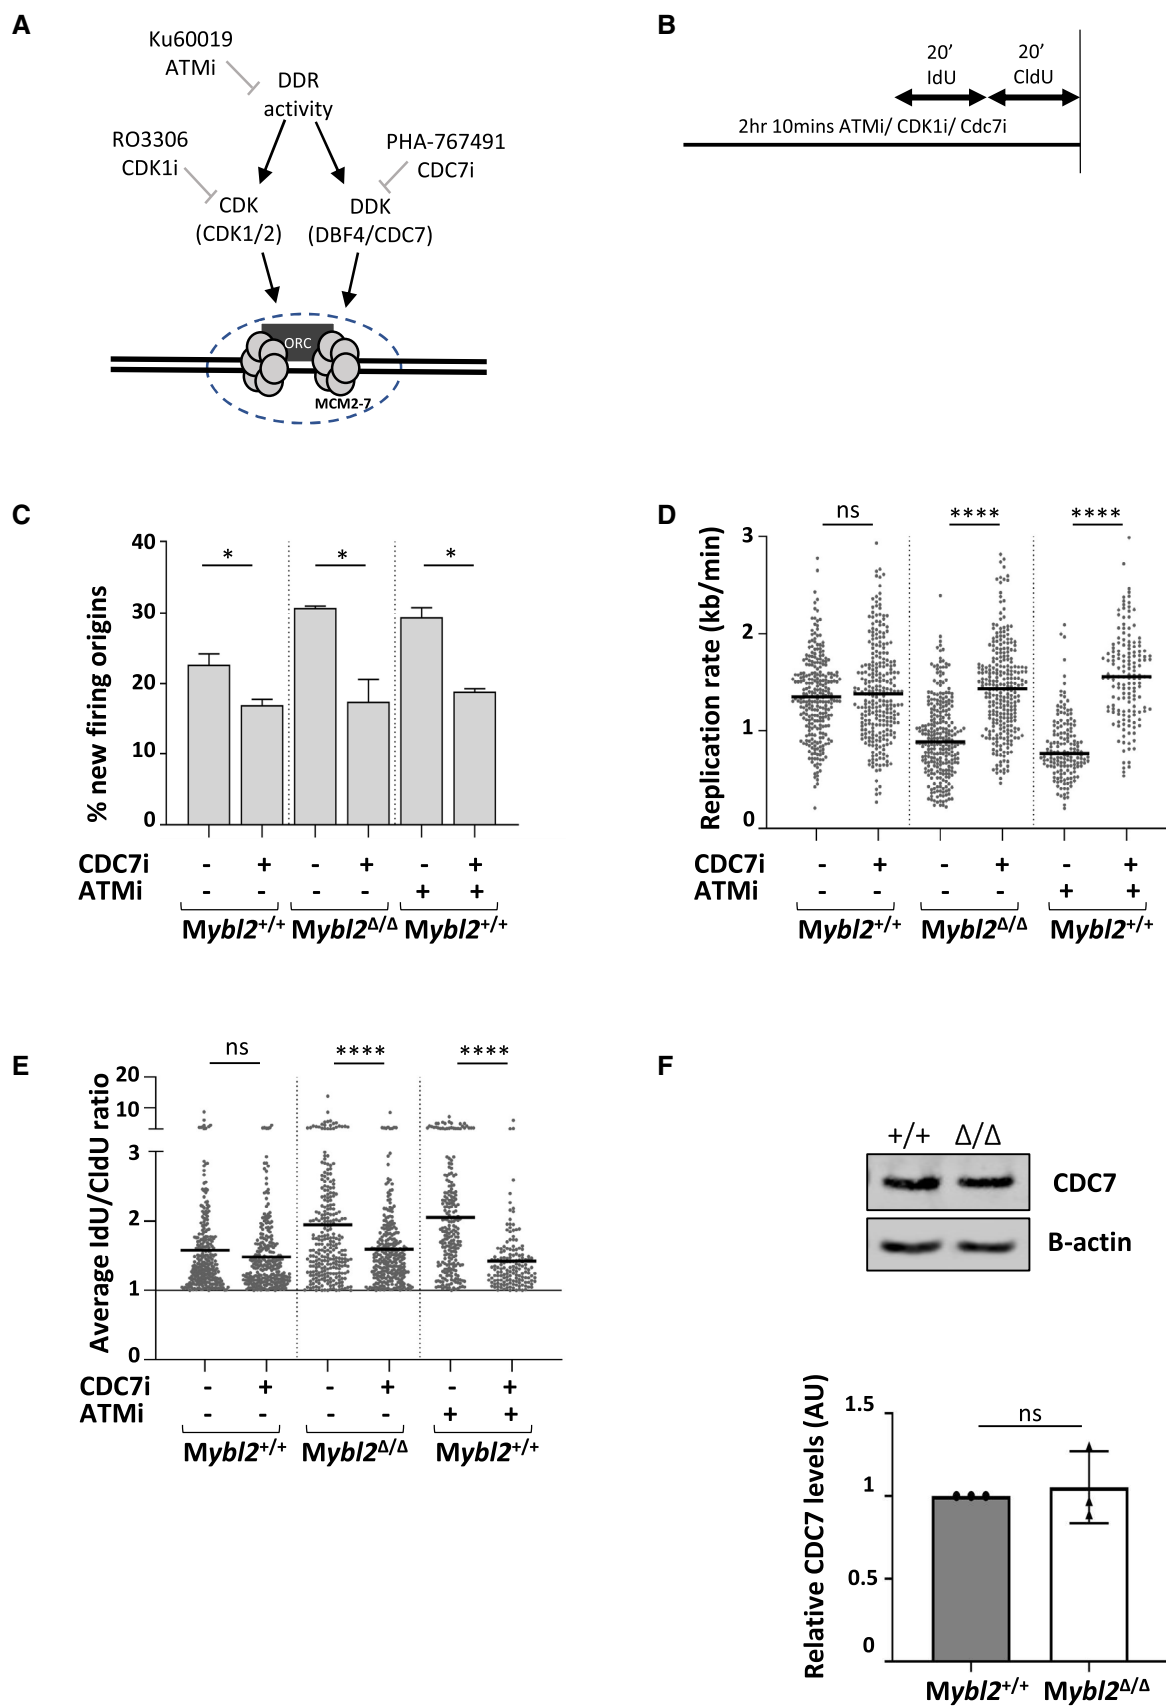 A
Ku60019
ATMi
DDR
activity
RO3306
CDK1i
PHA-767491
CDC7i
CDK
(CDK1/2)
DDK
(DBF4/CDC7)
ORC
MCM2-7
B
20’
IdU
20’
CldU
2hr 10mins ATMi/ CDK1i/ Cdc7i
C
% new firing origins
40
30
20
10
0
* * *
CDC7i - + - + - +
ATMi - - - - + +
Mybl2+/+ Mybl2Δ/Δ Mybl2+/+
D
Replication rate (kb/min)
3
2
1
0
ns **** ****
CDC7i - + - + - +
ATMi - - - - + +
Mybl2+/+ Mybl2Δ/Δ Mybl2+/+
E
Average IdU/CldU ratio
20
10
3
2
1
0
ns **** ****
CDC7i - + - + - +
ATMi - - - - + +
Mybl2+/+ Mybl2Δ/Δ Mybl2+/+
F
+/+ Δ/Δ
CDC7
B-actin
Relative CDC7 levels (AU)
1.5
1
0.5
0
ns
Mybl2+/+ Mybl2Δ/Δ